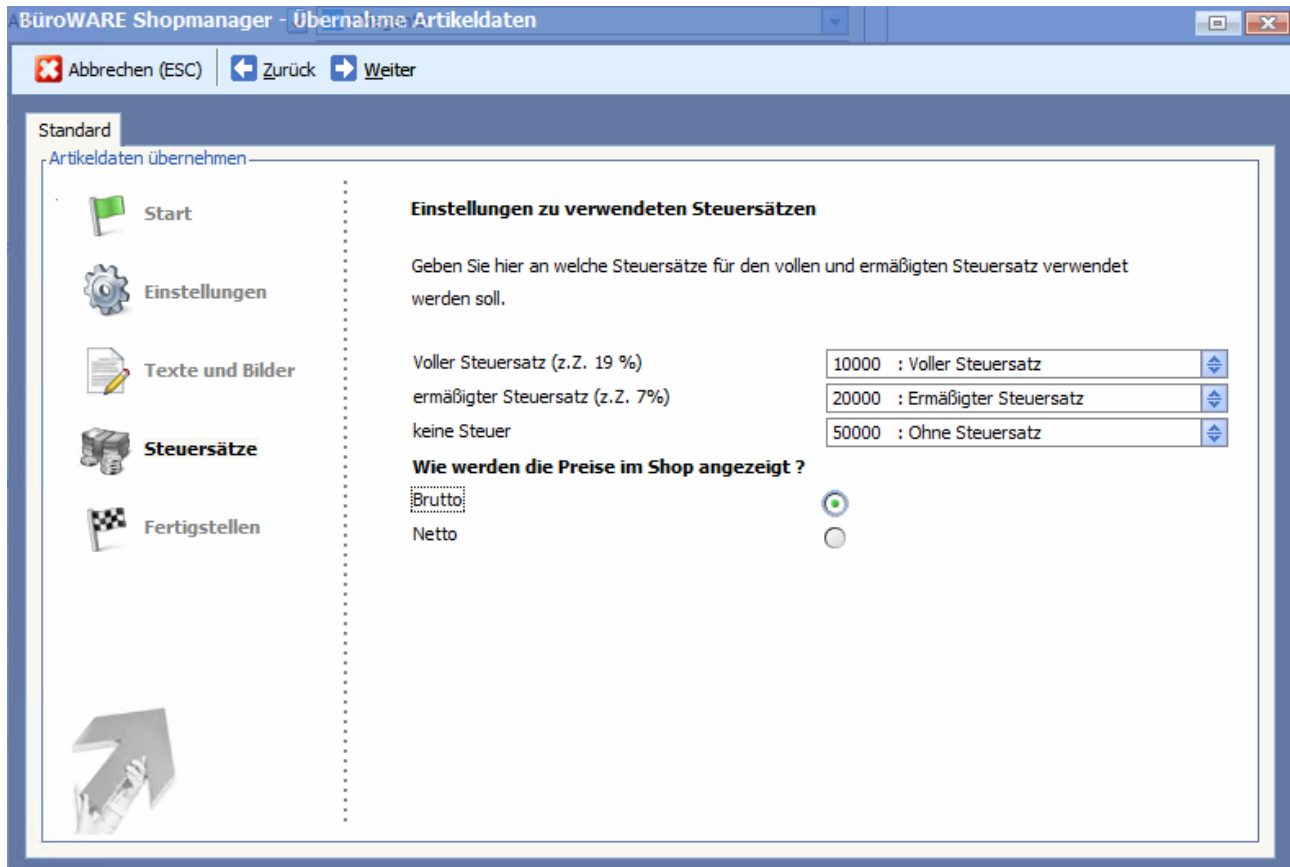 BüroWARE Shopmanager - Übernahme Artikeldaten
Abbrechen (ESC) Zurück Weiter
Standard
Artikeldaten übernehmen
Start
Einstellungen
Texte und Bilder
Steuersätze
Fertigstellen
Einstellungen zu verwendeten Steuersätzen
Geben Sie hier an welche Steuersätze für den vollen und ermäßigten Steuersatz verwendet
werden soll.
Voller Steuersatz (z.Z. 19 %) 10000 : Voller Steuersatz
ermäßigter Steuersatz (z.Z. 7%) 20000 : Ermäßigter Steuersatz
keine Steuer 50000 : Ohne Steuersatz
Wie werden die Preise im Shop angezeigt ?
Brutto
Netto